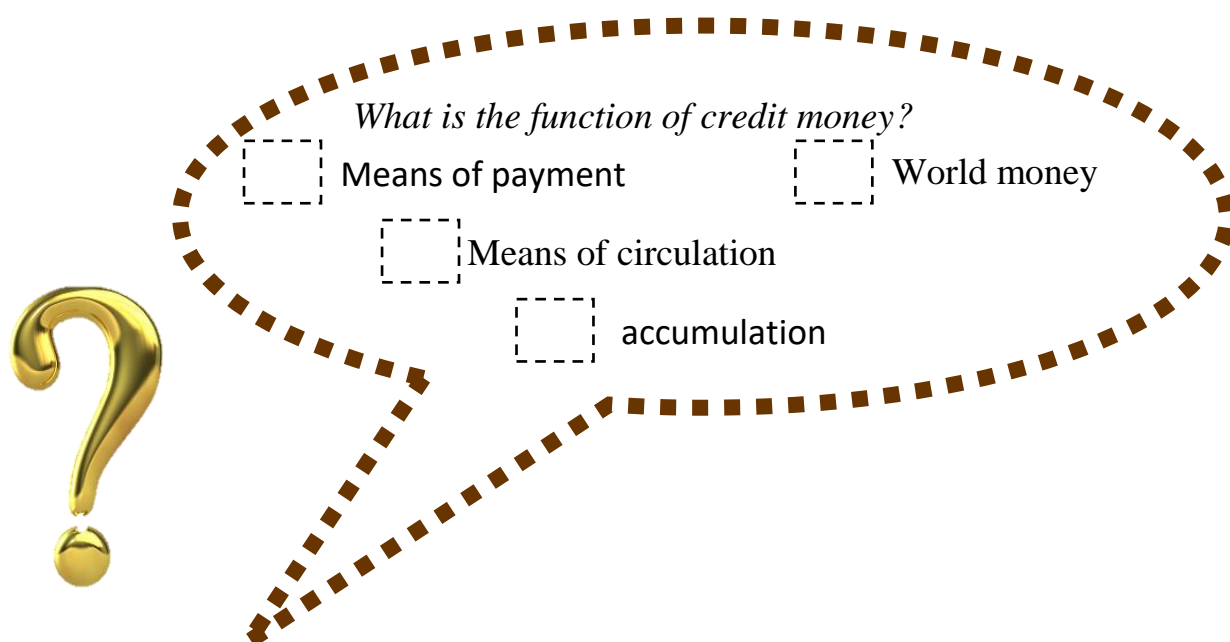 What is the function of credit money?
Means of payment
World money
Means of circulation
accumulation